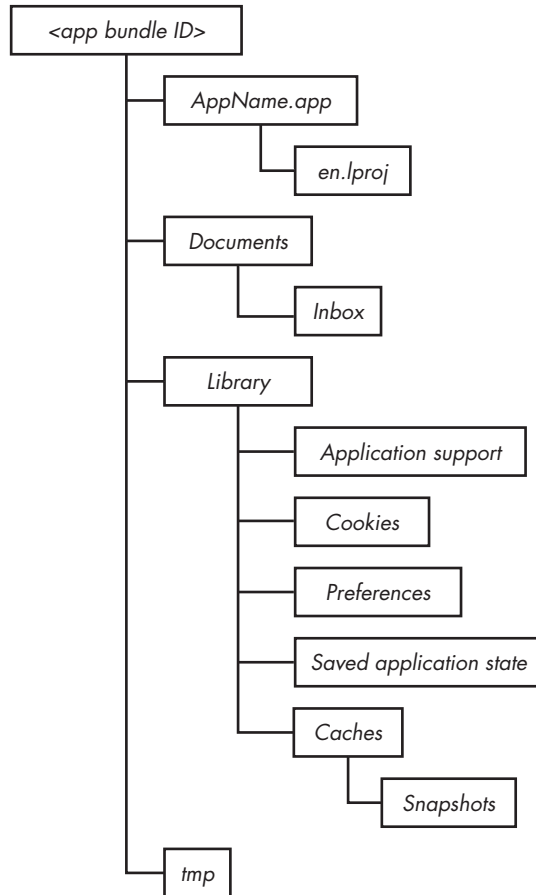 <app bundle ID>
AppName.app
en.lproj
Documents
Inbox
Library
Application support
Cookies
Preferences
Saved application state
Caches
Snapshots
tmp